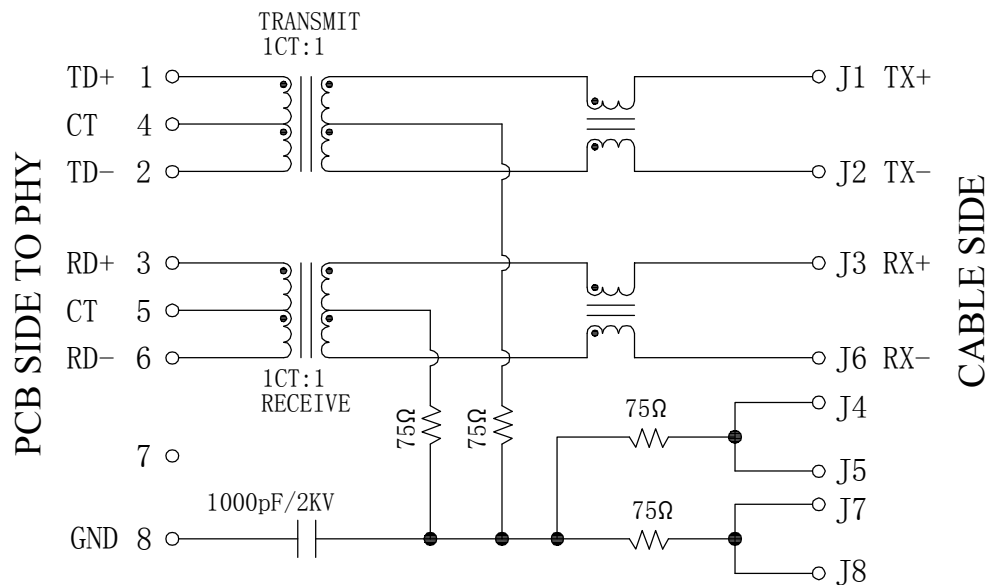 TRANSMIT
1CT:1
TD+ 1
CT 4
TD- 2
J1 TX+
J2 TX-
PCB SIDE TO PHY
CABLE SIDE
RD+ 3
CT 5
RD- 6
J3 RX+
J6 RX-
1CT:1
RECEIVE
75Ω
75Ω
75Ω
J4
J5
7
1000pF/2KV
75Ω
J7
GND 8
J8